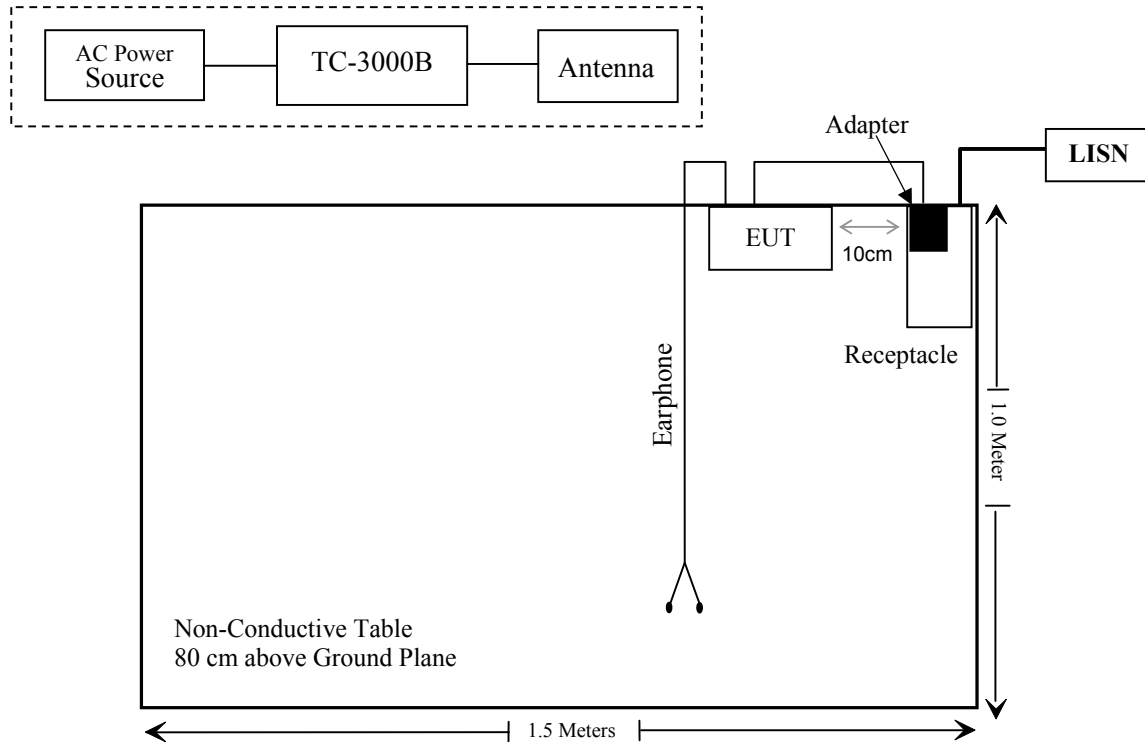 AC Power
Source
TC-3000B
Antenna
Adapter
LISN
EUT
10cm
Receptacle
Earphone
1.0 Meter
Non-Conductive Table
80 cm above Ground Plane
1.5 Meters